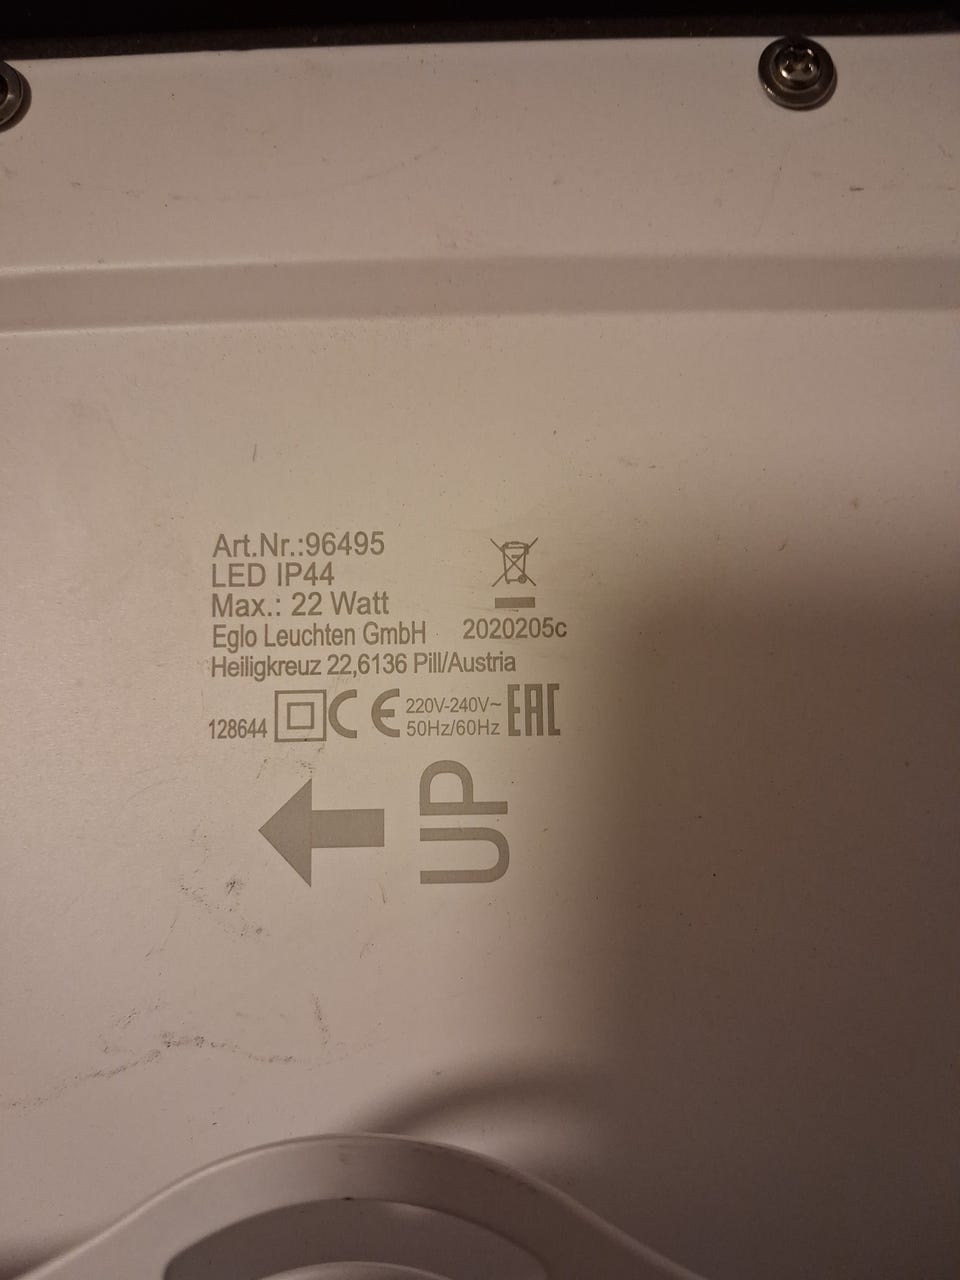 Art.Nr.:96495
LED IP44
Max.: 22 Watt
Eglo Leuchten GmbH 2020205c
Heiligkreuz 22,6136 Pill/Austria
128644 CE 220V-240V~ EAC
50Hz/60Hz
UP